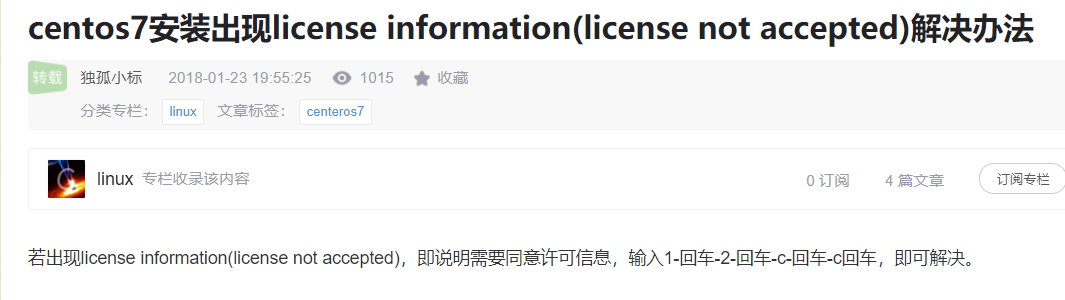 centos7安装出现license information(license not accepted)解决办法
转载 独孤小标 2018-01-23 19:55:25 1015 收藏
分类专栏： linux 文章标签： centeros7
linux 专栏收录该内容 0 订阅 4 篇文章 订阅专栏
若出现license information(license not accepted)，即说明需要同意许可信息，输入1-回车-2-回车-c-回车-c回车，即可解决。